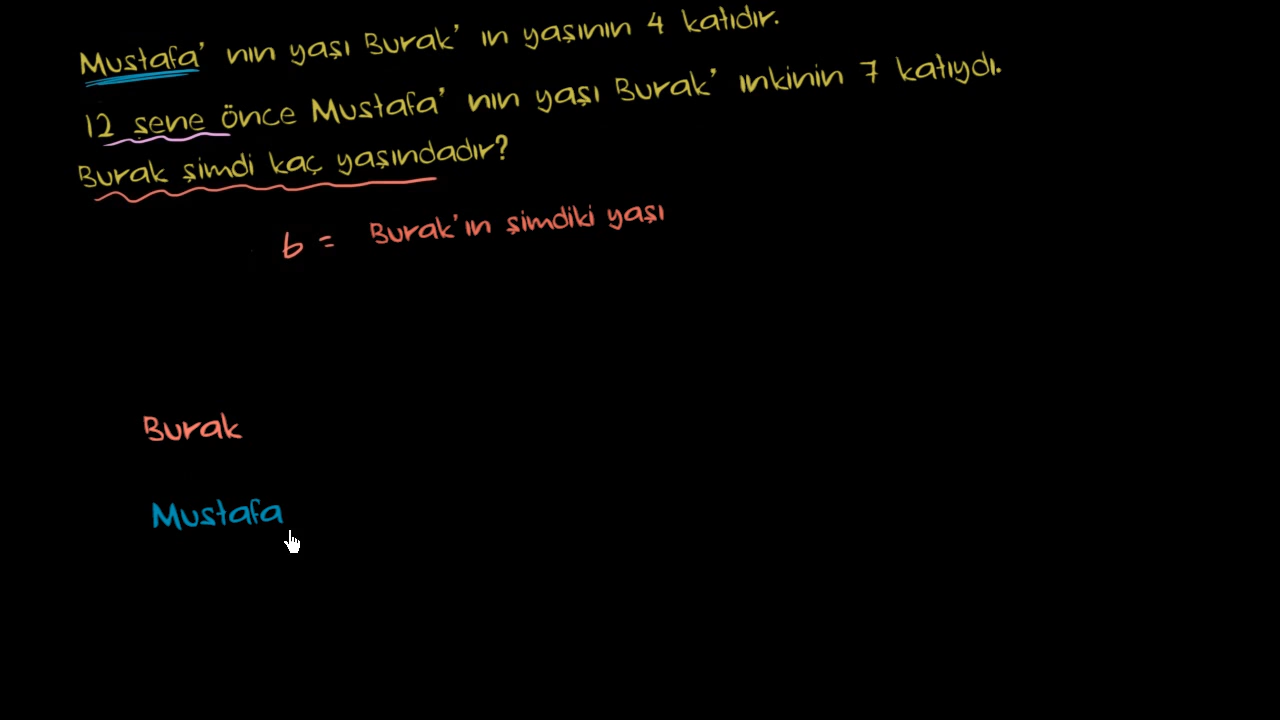 Mustafa' nın yaşı Burak' ın yaşının 4 katıdır.
12 sene önce Mustafa' nın yaşı Burak' ınkinin 7 katıydı.
Burak şimdi kaç yaşındadır?
b = Burak'ın şimdiki yaşı
Burak
Mustafa